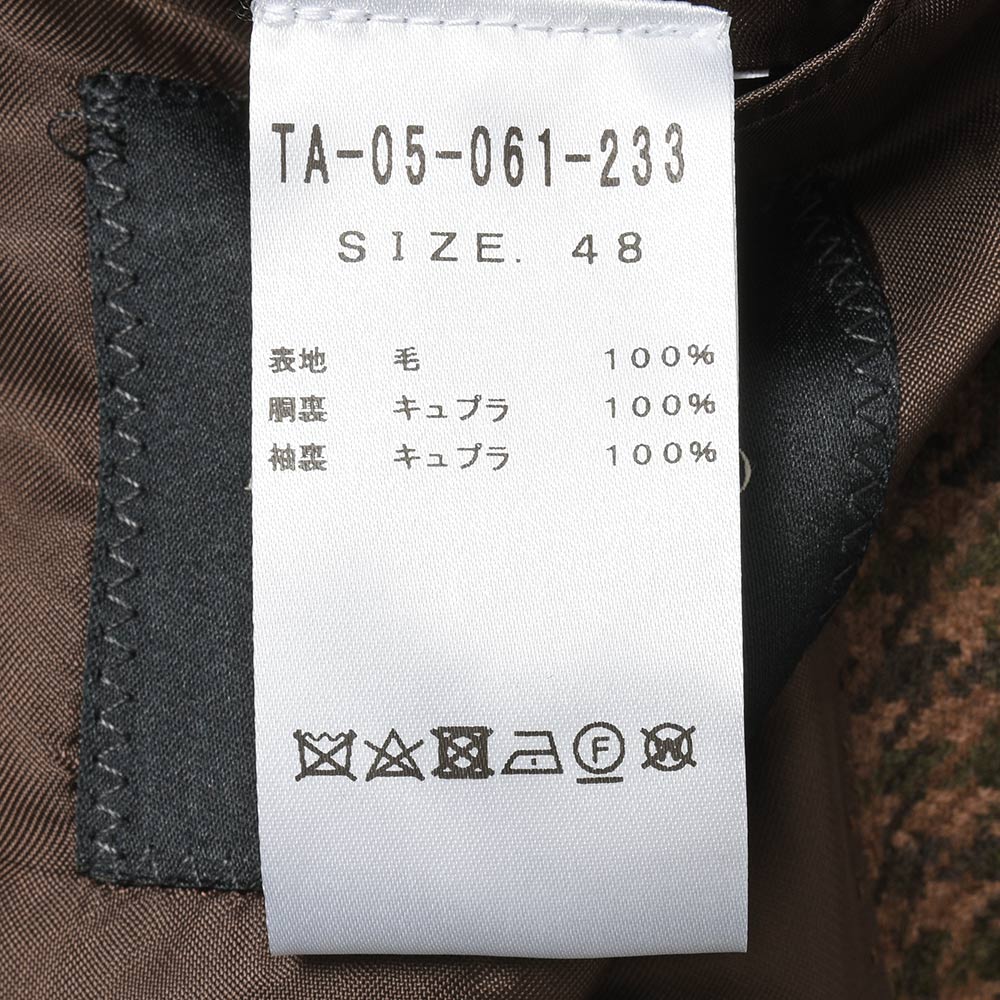 TA-05-061-233
SIZE. 48
表地 毛 100%
胴裏 キュプラ 100%
袖裏 キュプラ 100%
F W